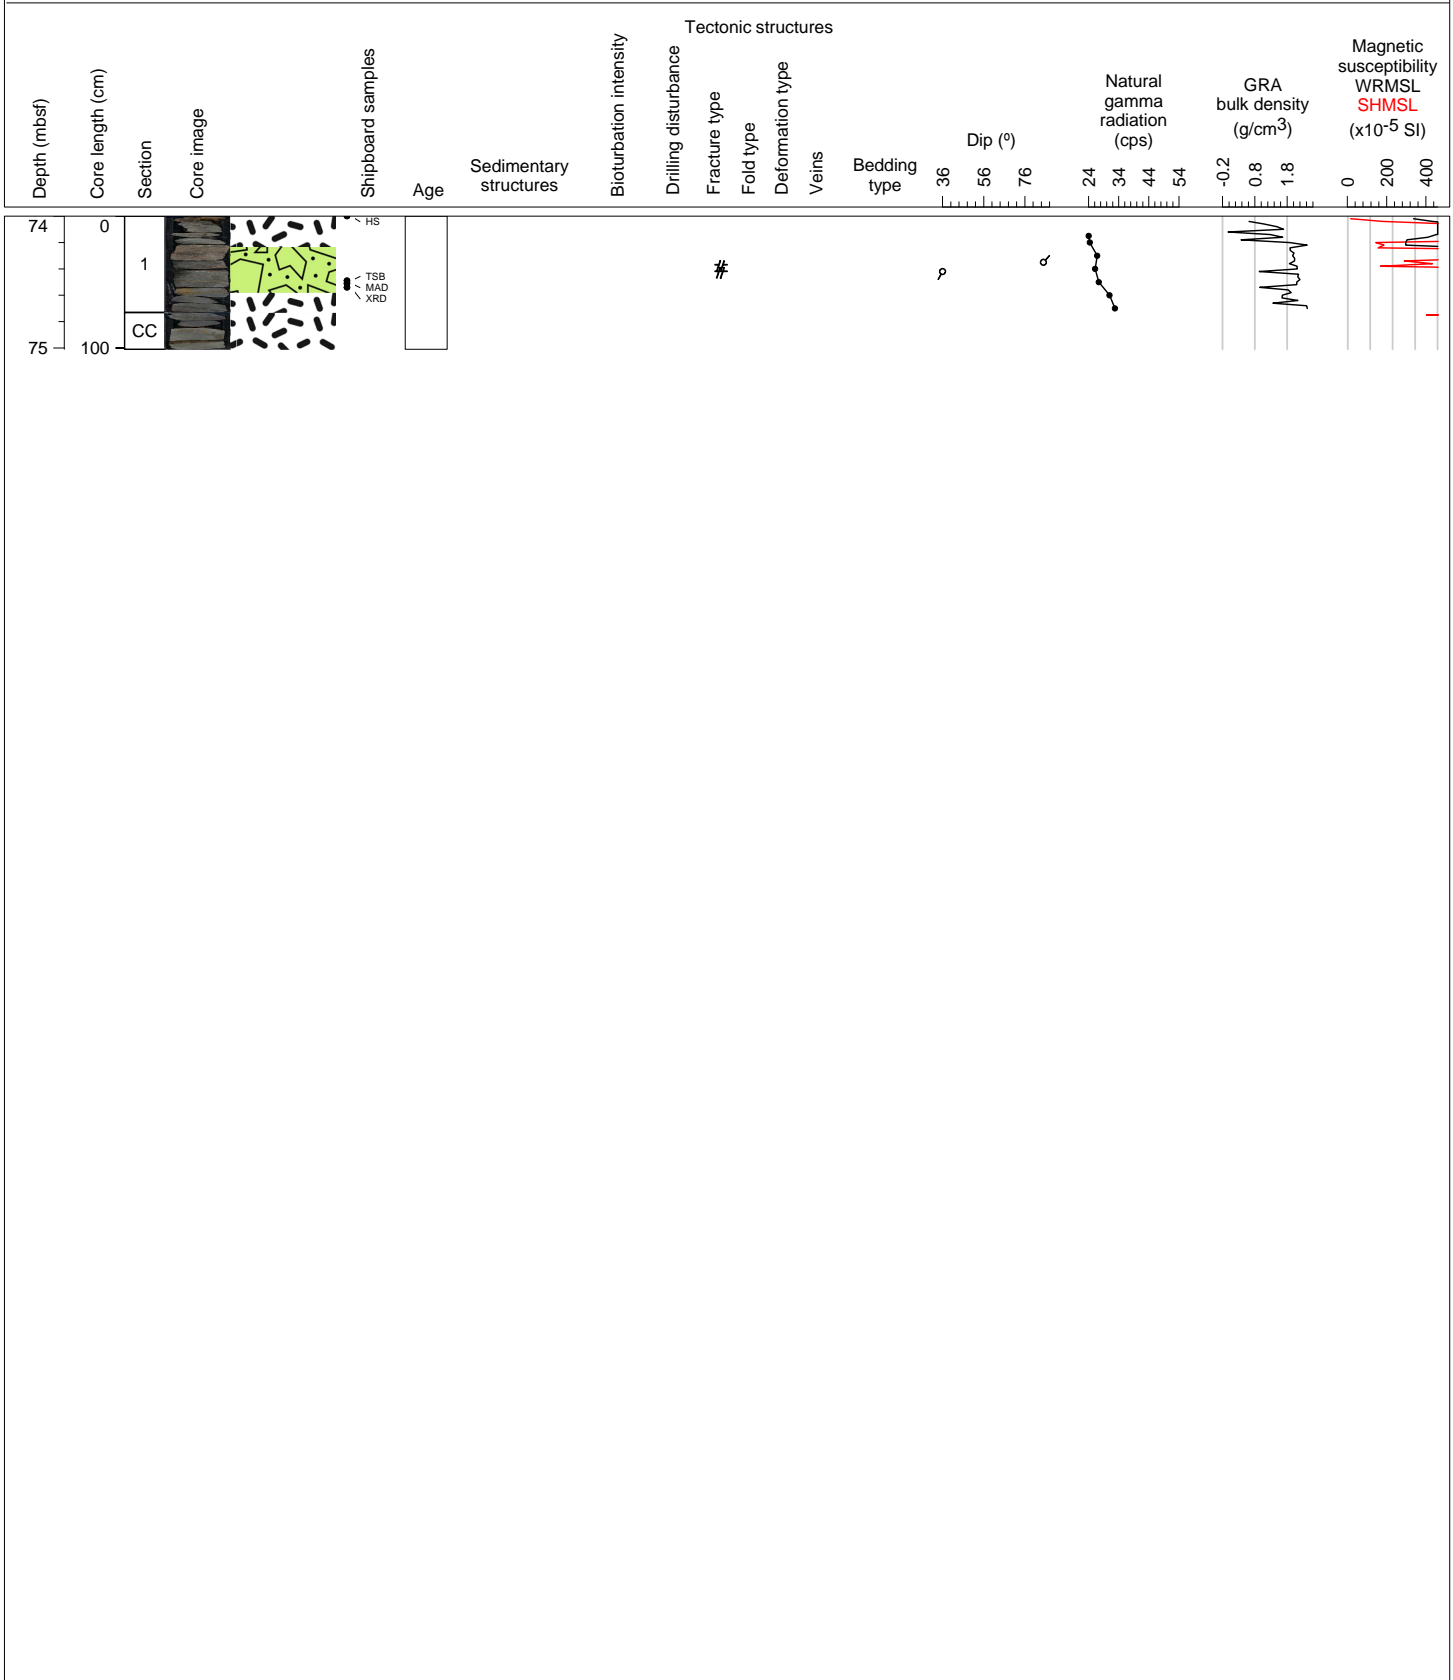 Tectonic structures
Depth (mbsf)
Core length (cm)
Section
Core image
Shipboard samples
Age
Sedimentary
structures
Bioturbation intensity
Drilling disturbance
Fracture type
Fold type
Deformation type
Veins
Bedding
type
Dip (º)
36 56 76
Natural
gamma
radiation
(cps)
24 34 44 54
GRA
bulk density
(g/cm3)
-0.2 0.8 1.8
Magnetic
susceptibility
WRMSL
SHMSL
(x10-5 SI)
0 200 400
74 0
HS
1
TSB
MAD
XRD
CC
75 100